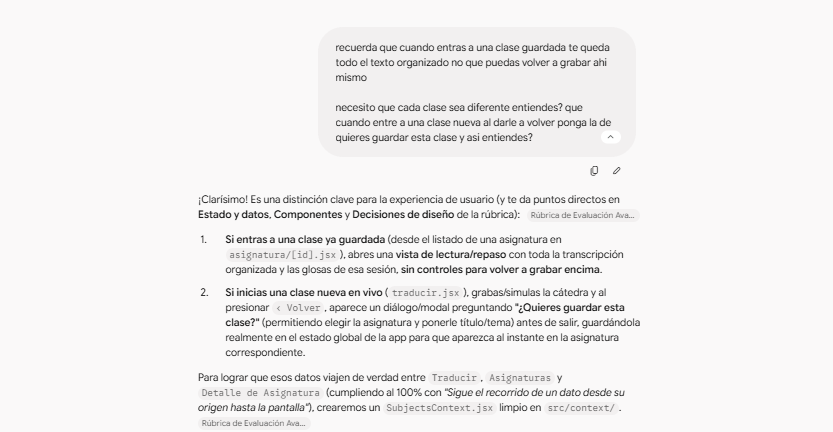 recuerda que cuando entras a una clase guardada te queda
todo el texto organizado no que puedas volver a grabar ahi
mismo
necesito que cada clase sea diferente entiendes? que
cuando entre a una clase nueva al darle a volver ponga la de
quieres guardar esta clase y asi entiendes?
¡Clarísimo! Es una distinción clave para la experiencia de usuario (y te da puntos directos en
Estado y datos, Componentes y Decisiones de diseño de la rúbrica): Rúbrica de Evaluación Ava...
1. Si entras a una clase ya guardada (desde el listado de una asignatura en
asignatura/[id].jsx ), abres una vista de lectura/repaso con toda la transcripción
organizada y las glosas de esa sesión, sin controles para volver a grabar encima.
2. Si inicias una clase nueva en vivo ( traducir.jsx ), grabas/simulas la cátedra y al
presionar ‹ Volver , aparece un diálogo/modal preguntando "¿Quieres guardar esta
clase?" (permitiendo elegir la asignatura y ponerle título/tema) antes de salir, guardándola
realmente en el estado global de la app para que aparezca al instante en la asignatura
correspondiente.
Para lograr que esos datos viajen de verdad entre Traducir , Asignaturas y
Detalle de Asignatura (cumpliendo al 100% con "Sigue el recorrido de un dato desde su
origen hasta la pantalla"), crearemos un SubjectsContext.jsx limpio en src/context/ .
Rúbrica de Evaluación Ava...